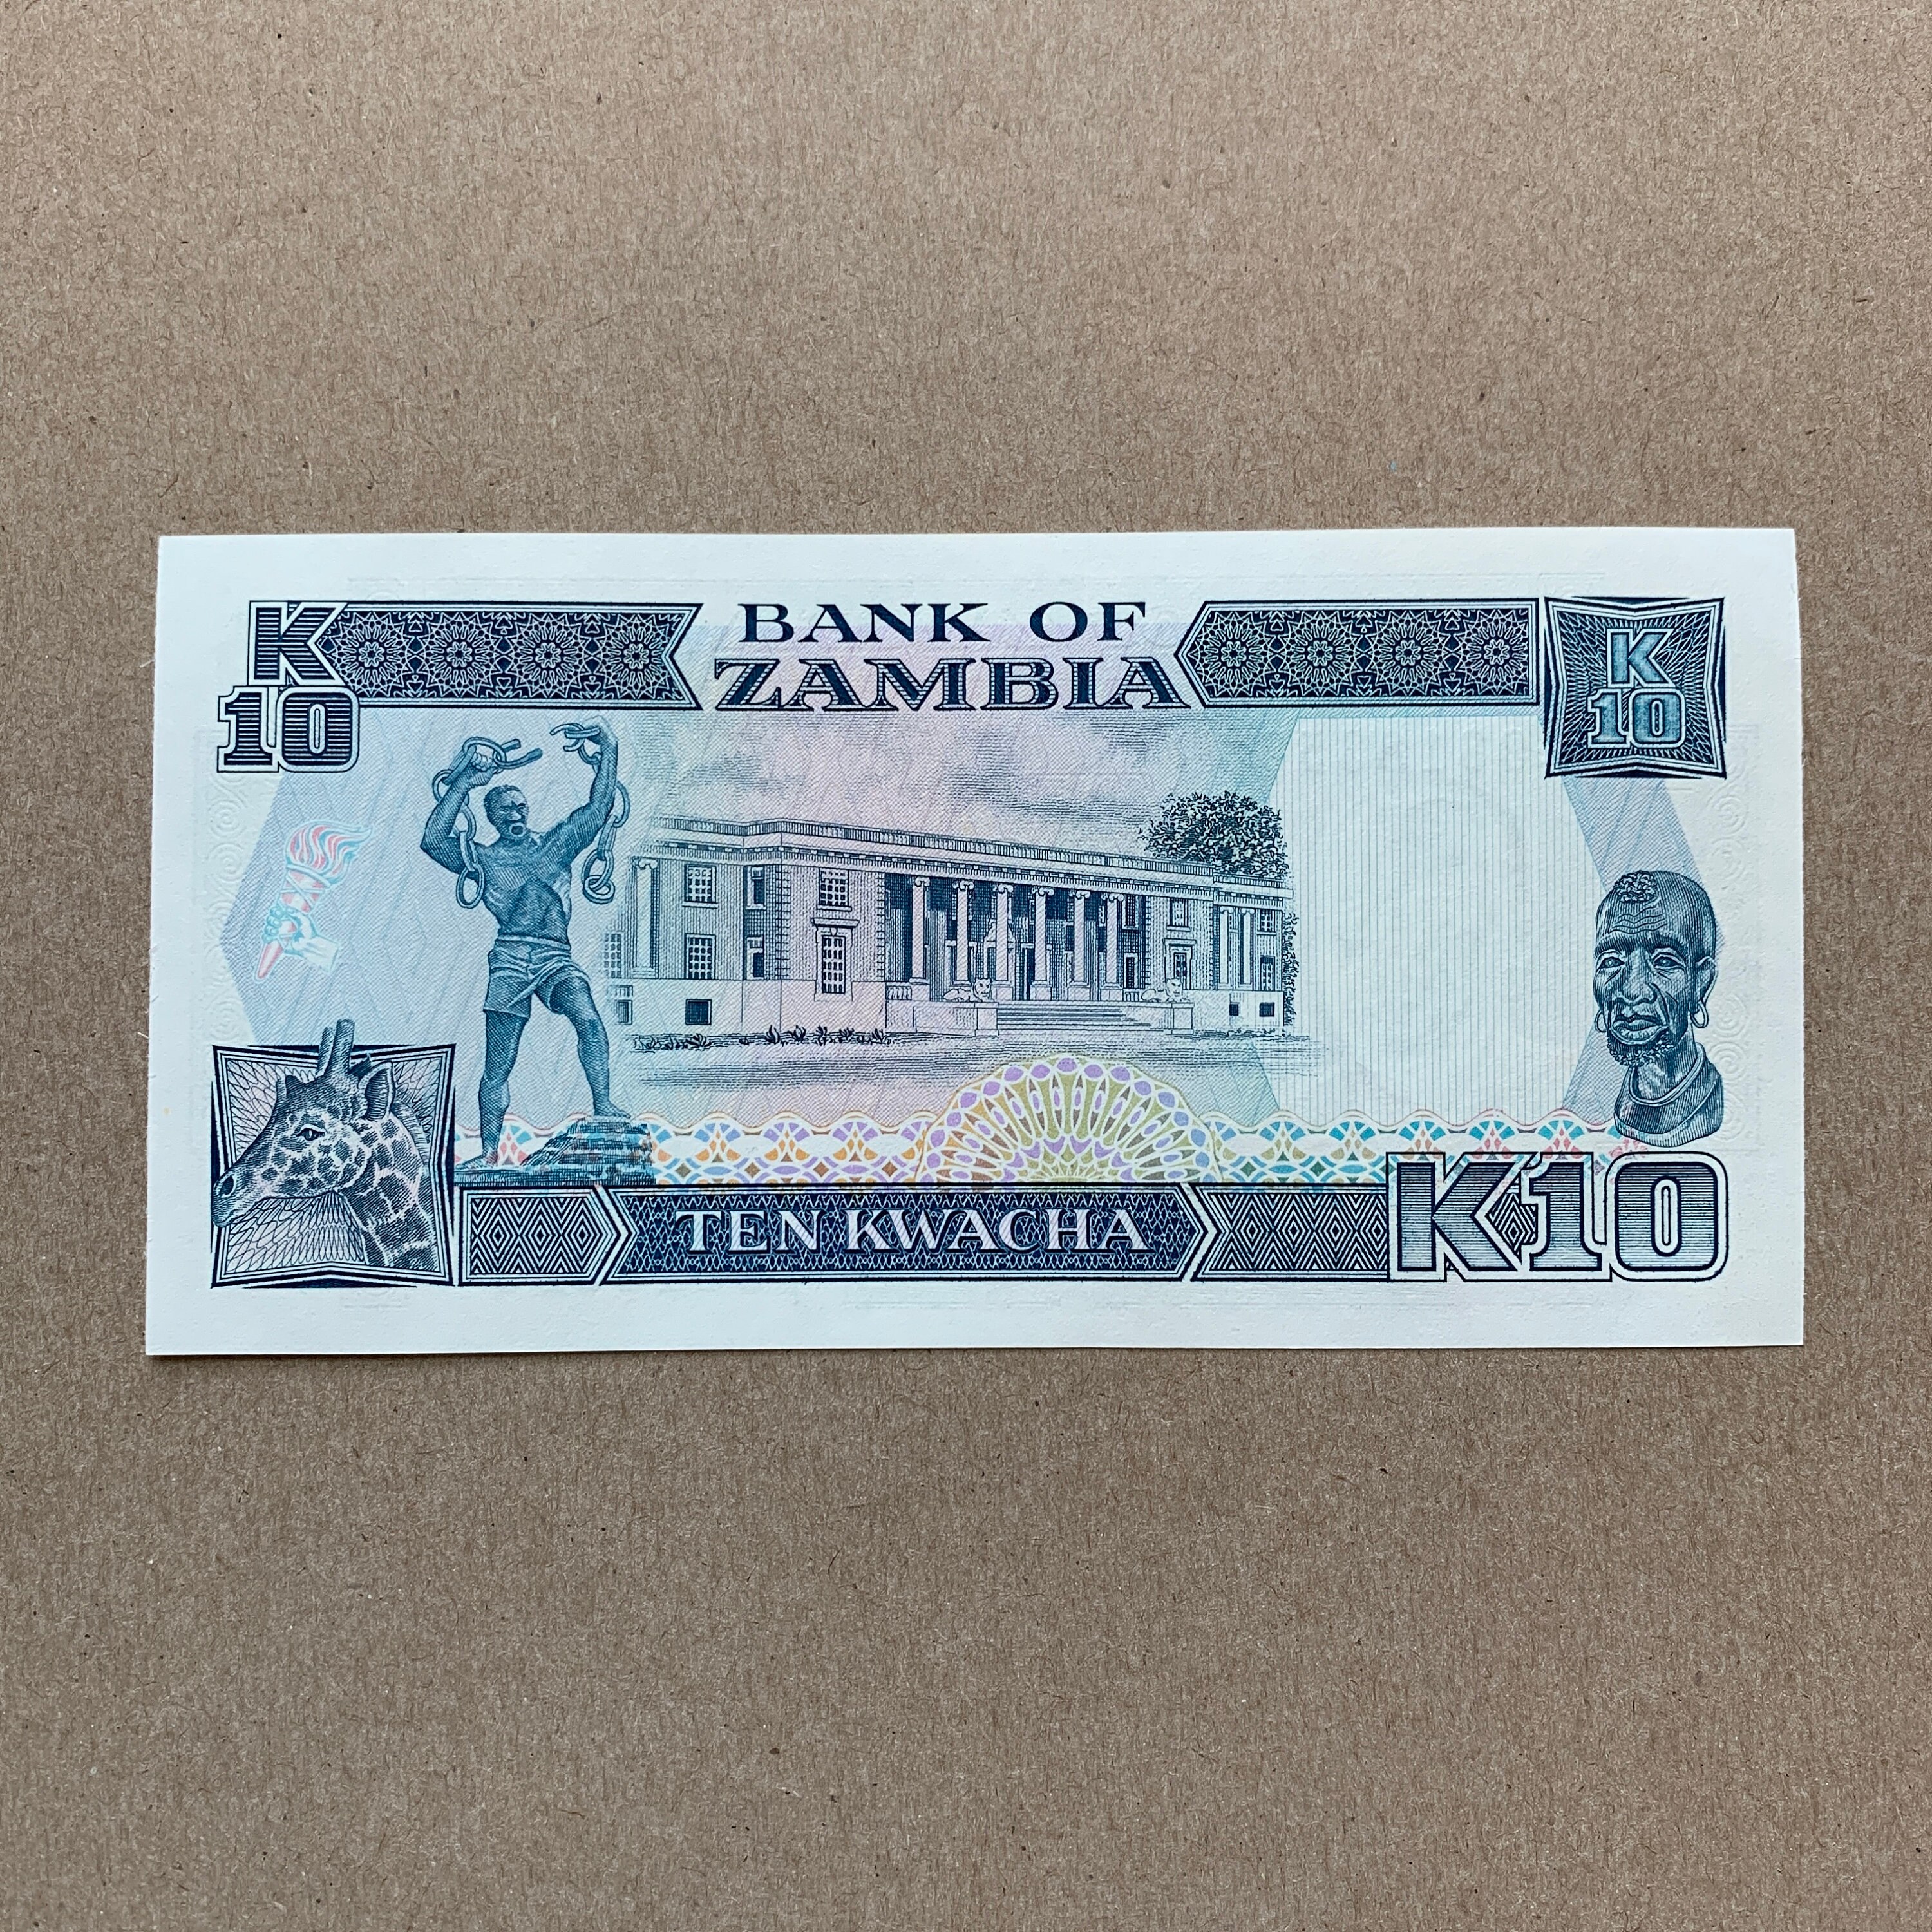 K
10
BANK OF
ZAMBIA
K
10
TEN KWACHA
K10